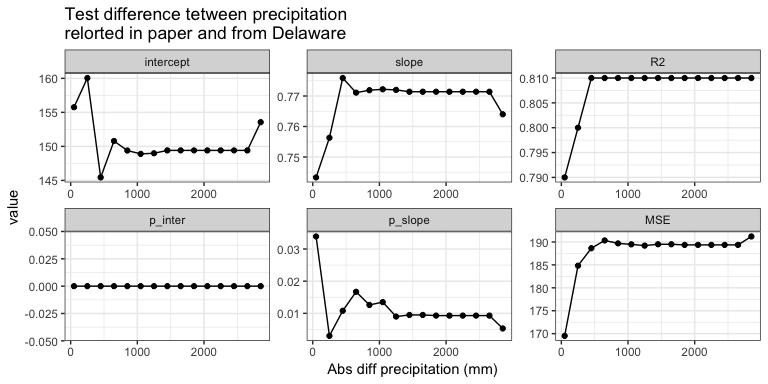 Test difference tetween precipitation
relorted in paper and from Delaware
intercept
slope
R2
160
155
150
145
0.77
0.76
0.75
0.810
0.805
0.800
0.795
0.790
0 1000 2000
0 1000 2000
0 1000 2000
p_inter
p_slope
MSE
0.050
0.025
0.000
-0.025
-0.050
0.03
0.02
0.01
190
185
180
175
170
0 1000 2000
0 1000 2000
0 1000 2000
value
Abs diff precipitation (mm)